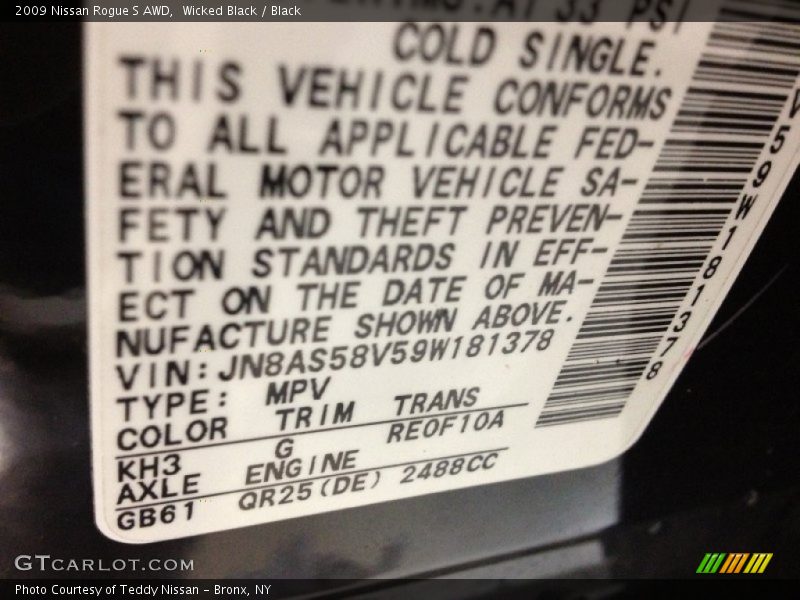 2009 Nissan Rogue S AWD, Wicked Black / Black
33 PSI
COLD SINGLE.
THIS VEHICLE CONFORMS
TO ALL APPLICABLE FED-
ERAL MOTOR VEHICLE SA-
FETY AND THEFT PREVEN-
TION STANDARDS IN EFF-
ECT ON THE DATE OF MA-
NUFACTURE SHOWN ABOVE.
VIN: JN8AS58V59W181378
TYPE: MPV
COLOR TRIM TRANS
KH3 G RE0F10A
AXLE ENGINE
GB61 QR25(DE) 2488CC
V59W181378
GTCARLOT.COM
Photo Courtesy of Teddy Nissan - Bronx, NY